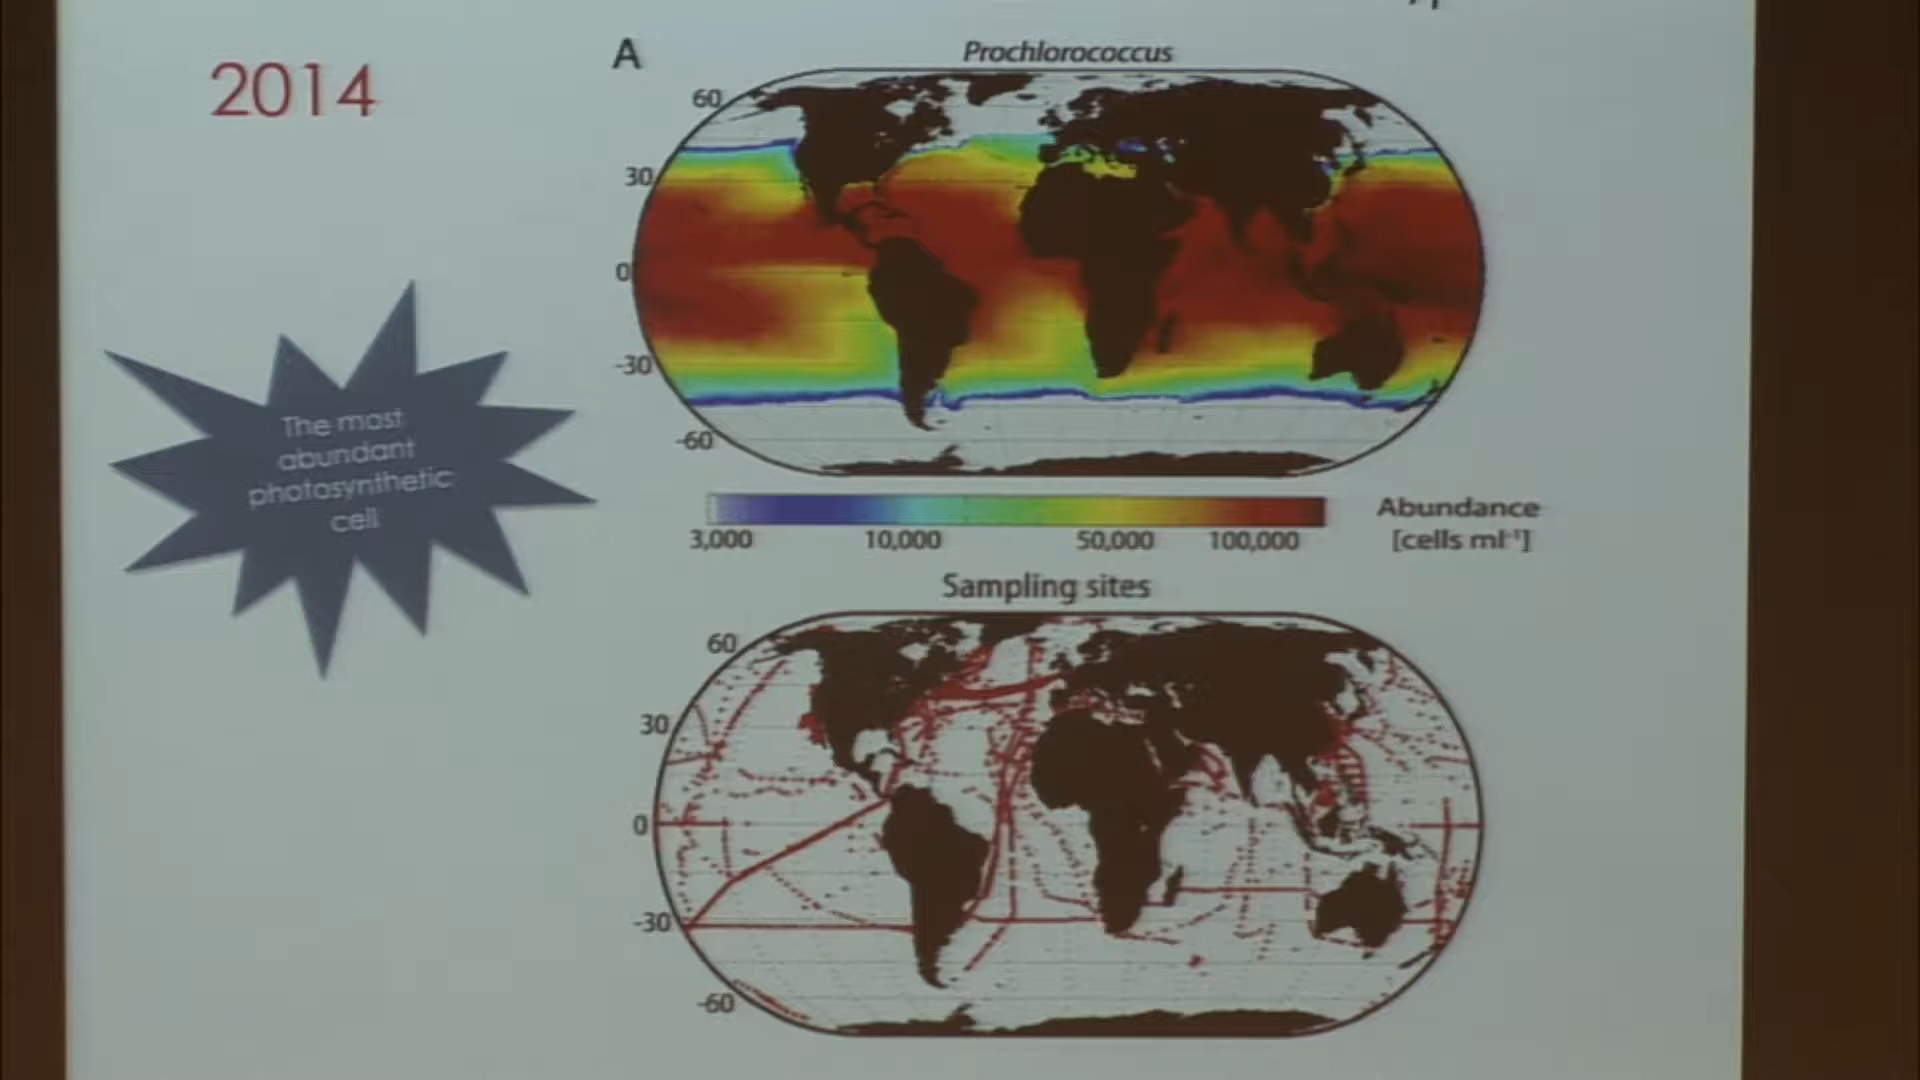 2014
A
Prochlorococcus
60
30
0
-30
-60
3,000 10,000 50,000 100,000
Abundance
[cells ml⁻¹]
The most
abundant
photosynthetic
cell
Sampling sites
60
30
0
-30
-60